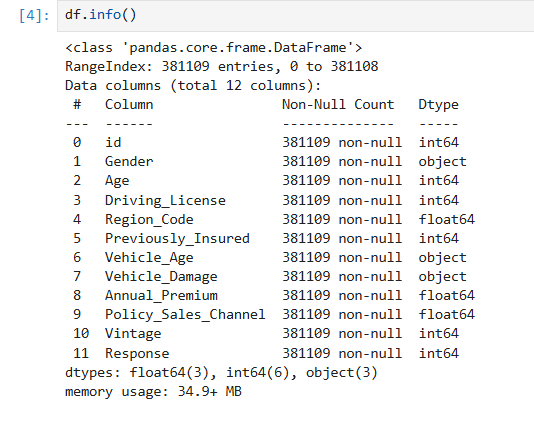 [4]: df.info()
<class 'pandas.core.frame.DataFrame'>
RangeIndex: 381109 entries, 0 to 381108
Data columns (total 12 columns):
 #   Column                Non-Null Count   Dtype
---  ------                --------------   -----
 0   id                    381109 non-null  int64
 1   Gender                381109 non-null  object
 2   Age                   381109 non-null  int64
 3   Driving_License       381109 non-null  int64
 4   Region_Code           381109 non-null  float64
 5   Previously_Insured    381109 non-null  int64
 6   Vehicle_Age           381109 non-null  object
 7   Vehicle_Damage        381109 non-null  object
 8   Annual_Premium        381109 non-null  float64
 9   Policy_Sales_Channel  381109 non-null  float64
 10  Vintage               381109 non-null  int64
 11  Response              381109 non-null  int64
dtypes: float64(3), int64(6), object(3)
memory usage: 34.9+ MB